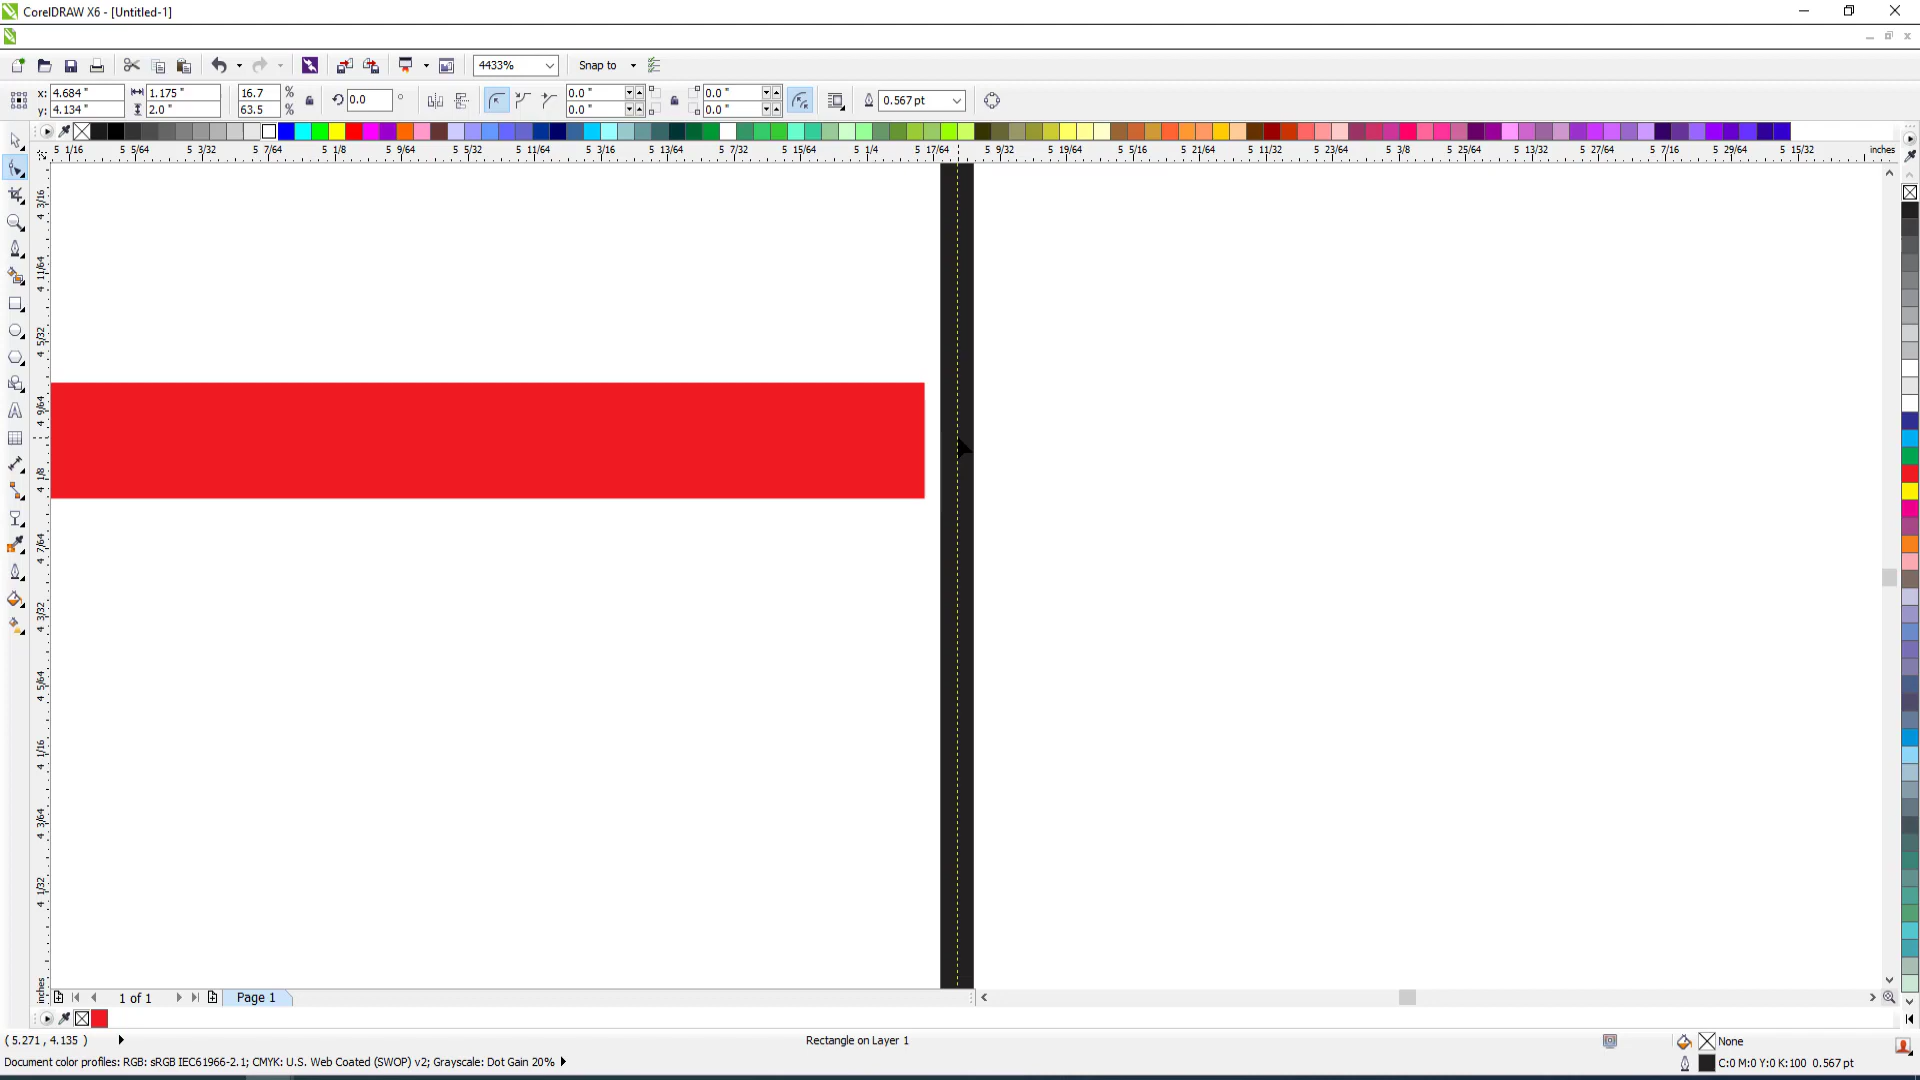 CorelDRAW X6 - [Untitled-1]
4433% Snap to
x: 4.684 " 1.175 " 16.7 % 0.0 ° 0.0 " 0.0 " 0.567 pt
y: 4.134 " 2.0 " 63.5 % 0.0 " 0.0 "
5 1/16 5 5/64 5 3/32 5 7/64 5 1/8 5 9/64 5 5/32 5 11/64 5 3/16 5 13/64 5 7/32 5 15/64 5 1/4 5 17/64 5 9/32 5 19/64 5 5/16 5 21/64 5 11/32 5 23/64 5 3/8 5 25/64 5 13/32 5 27/64 5 7/16 5 29/64 5 15/32 inches
4 3/16
4 11/64
4 5/32
4 9/64
4 1/8
4 7/64
4 3/32
4 5/64
4 1/16
4 3/64
4 1/32
inches
1 of 1 Page 1
( 5.271 , 4.135 ) Rectangle on Layer 1 None
Document color profiles: RGB: sRGB IEC61966-2.1; CMYK: U.S. Web Coated (SWOP) v2; Grayscale: Dot Gain 20% C:0 M:0 Y:0 K:100 0.567 pt